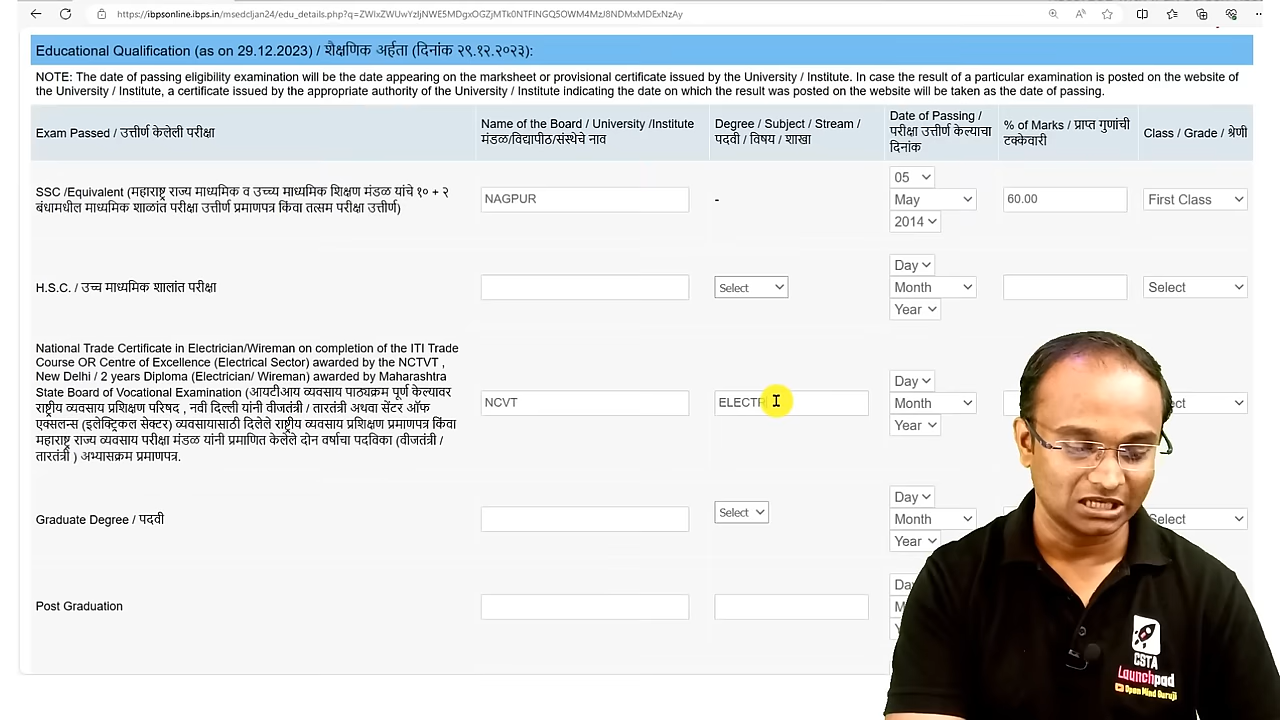 https://ibpsonline.ibps.in/msedcljan24/edu_details.php?q=ZWIxZWUwYzIjNWE5MDgxOGZjMTk0NTFlNGQ5OWM4MzJ8NDMxMDExNzAy
Educational Qualification (as on 29.12.2023) / शैक्षणिक अर्हता (दिनांक २९.१२.२०२३):
NOTE: The date of passing eligibility examination will be the date appearing on the marksheet or provisional certificate issued by the University / Institute. In case the result of a particular examination is posted on the website of
the University / Institute, a certificate issued by the appropriate authority of the University / Institute indicating the date on which the result was posted on the website will be taken as the date of passing.
Exam Passed / उत्तीर्ण केलेली परीक्षा
Name of the Board / University /Institute
मंडळ/विद्यापीठ/संस्थेचे नाव
Degree / Subject / Stream /
पदवी / विषय / शाखा
Date of Passing /
परीक्षा उत्तीर्ण केल्याचा
दिनांक
% of Marks / प्राप्त गुणांची
टक्केवारी
Class / Grade / श्रेणी
SSC /Equivalent (महाराष्ट्र राज्य माध्यमिक व उच्च्य माध्यमिक शिक्षण मंडळ यांचे १० + २
बंधामधील माध्यमिक शाळांत परीक्षा उत्तीर्ण प्रमाणपत्र किंवा तत्सम परीक्षा उत्तीर्ण)
NAGPUR
-
05
May
2014
60.00
First Class
H.S.C. / उच्च माध्यमिक शालांत परीक्षा
Select
Day
Month
Year
Select
National Trade Certificate in Electrician/Wireman on completion of the ITI Trade
Course OR Centre of Excellence (Electrical Sector) awarded by the NCTVT ,
New Delhi / 2 years Diploma (Electrician/ Wireman) awarded by Maharashtra
State Board of Vocational Examination (आयटीआय व्यवसाय पाठ्यक्रम पूर्ण केल्यावर
राष्ट्रीय व्यवसाय प्रशिक्षण परिषद , नवी दिल्ली यांनी वीजतंत्री / तारतंत्री अथवा सेंटर ऑफ
एक्सलन्स (इलेक्ट्रिकल सेक्टर) व्यवसायासाठी दिलेले राष्ट्रीय व्यवसाय प्रशिक्षण प्रमाणपत्र किंवा
महाराष्ट्र राज्य व्यवसाय परीक्षा मंडळ यांनी प्रमाणित केलेले दोन वर्षाचा पदविका (वीजतंत्री /
तारतंत्री ) अभ्यासक्रम प्रमाणपत्र.
NCVT
ELECTRI
Day
Month
Year
elect
Graduate Degree / पदवी
Select
Day
Month
Year
Select
Post Graduation
Da
M
CSTA
Launchpad
Open Mind Guruji